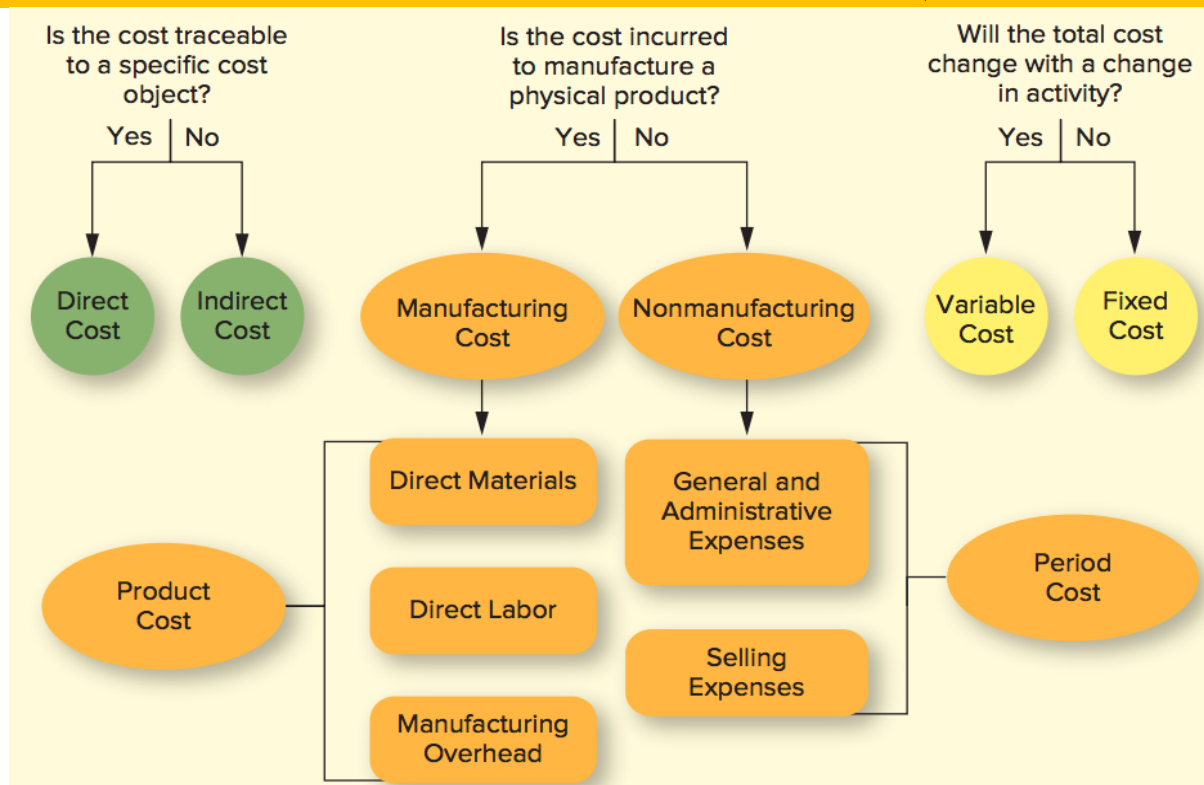 Is the cost traceable
to a specific cost
object?
Yes No
Direct
Cost
Indirect
Cost
Is the cost incurred
to manufacture a
physical product?
Yes No
Manufacturing
Cost
Nonmanufacturing
Cost
Will the total cost
change with a change
in activity?
Yes No
Variable
Cost
Fixed
Cost
Product
Cost
Direct Materials
Direct Labor
Manufacturing
Overhead
General and
Administrative
Expenses
Selling
Expenses
Period
Cost